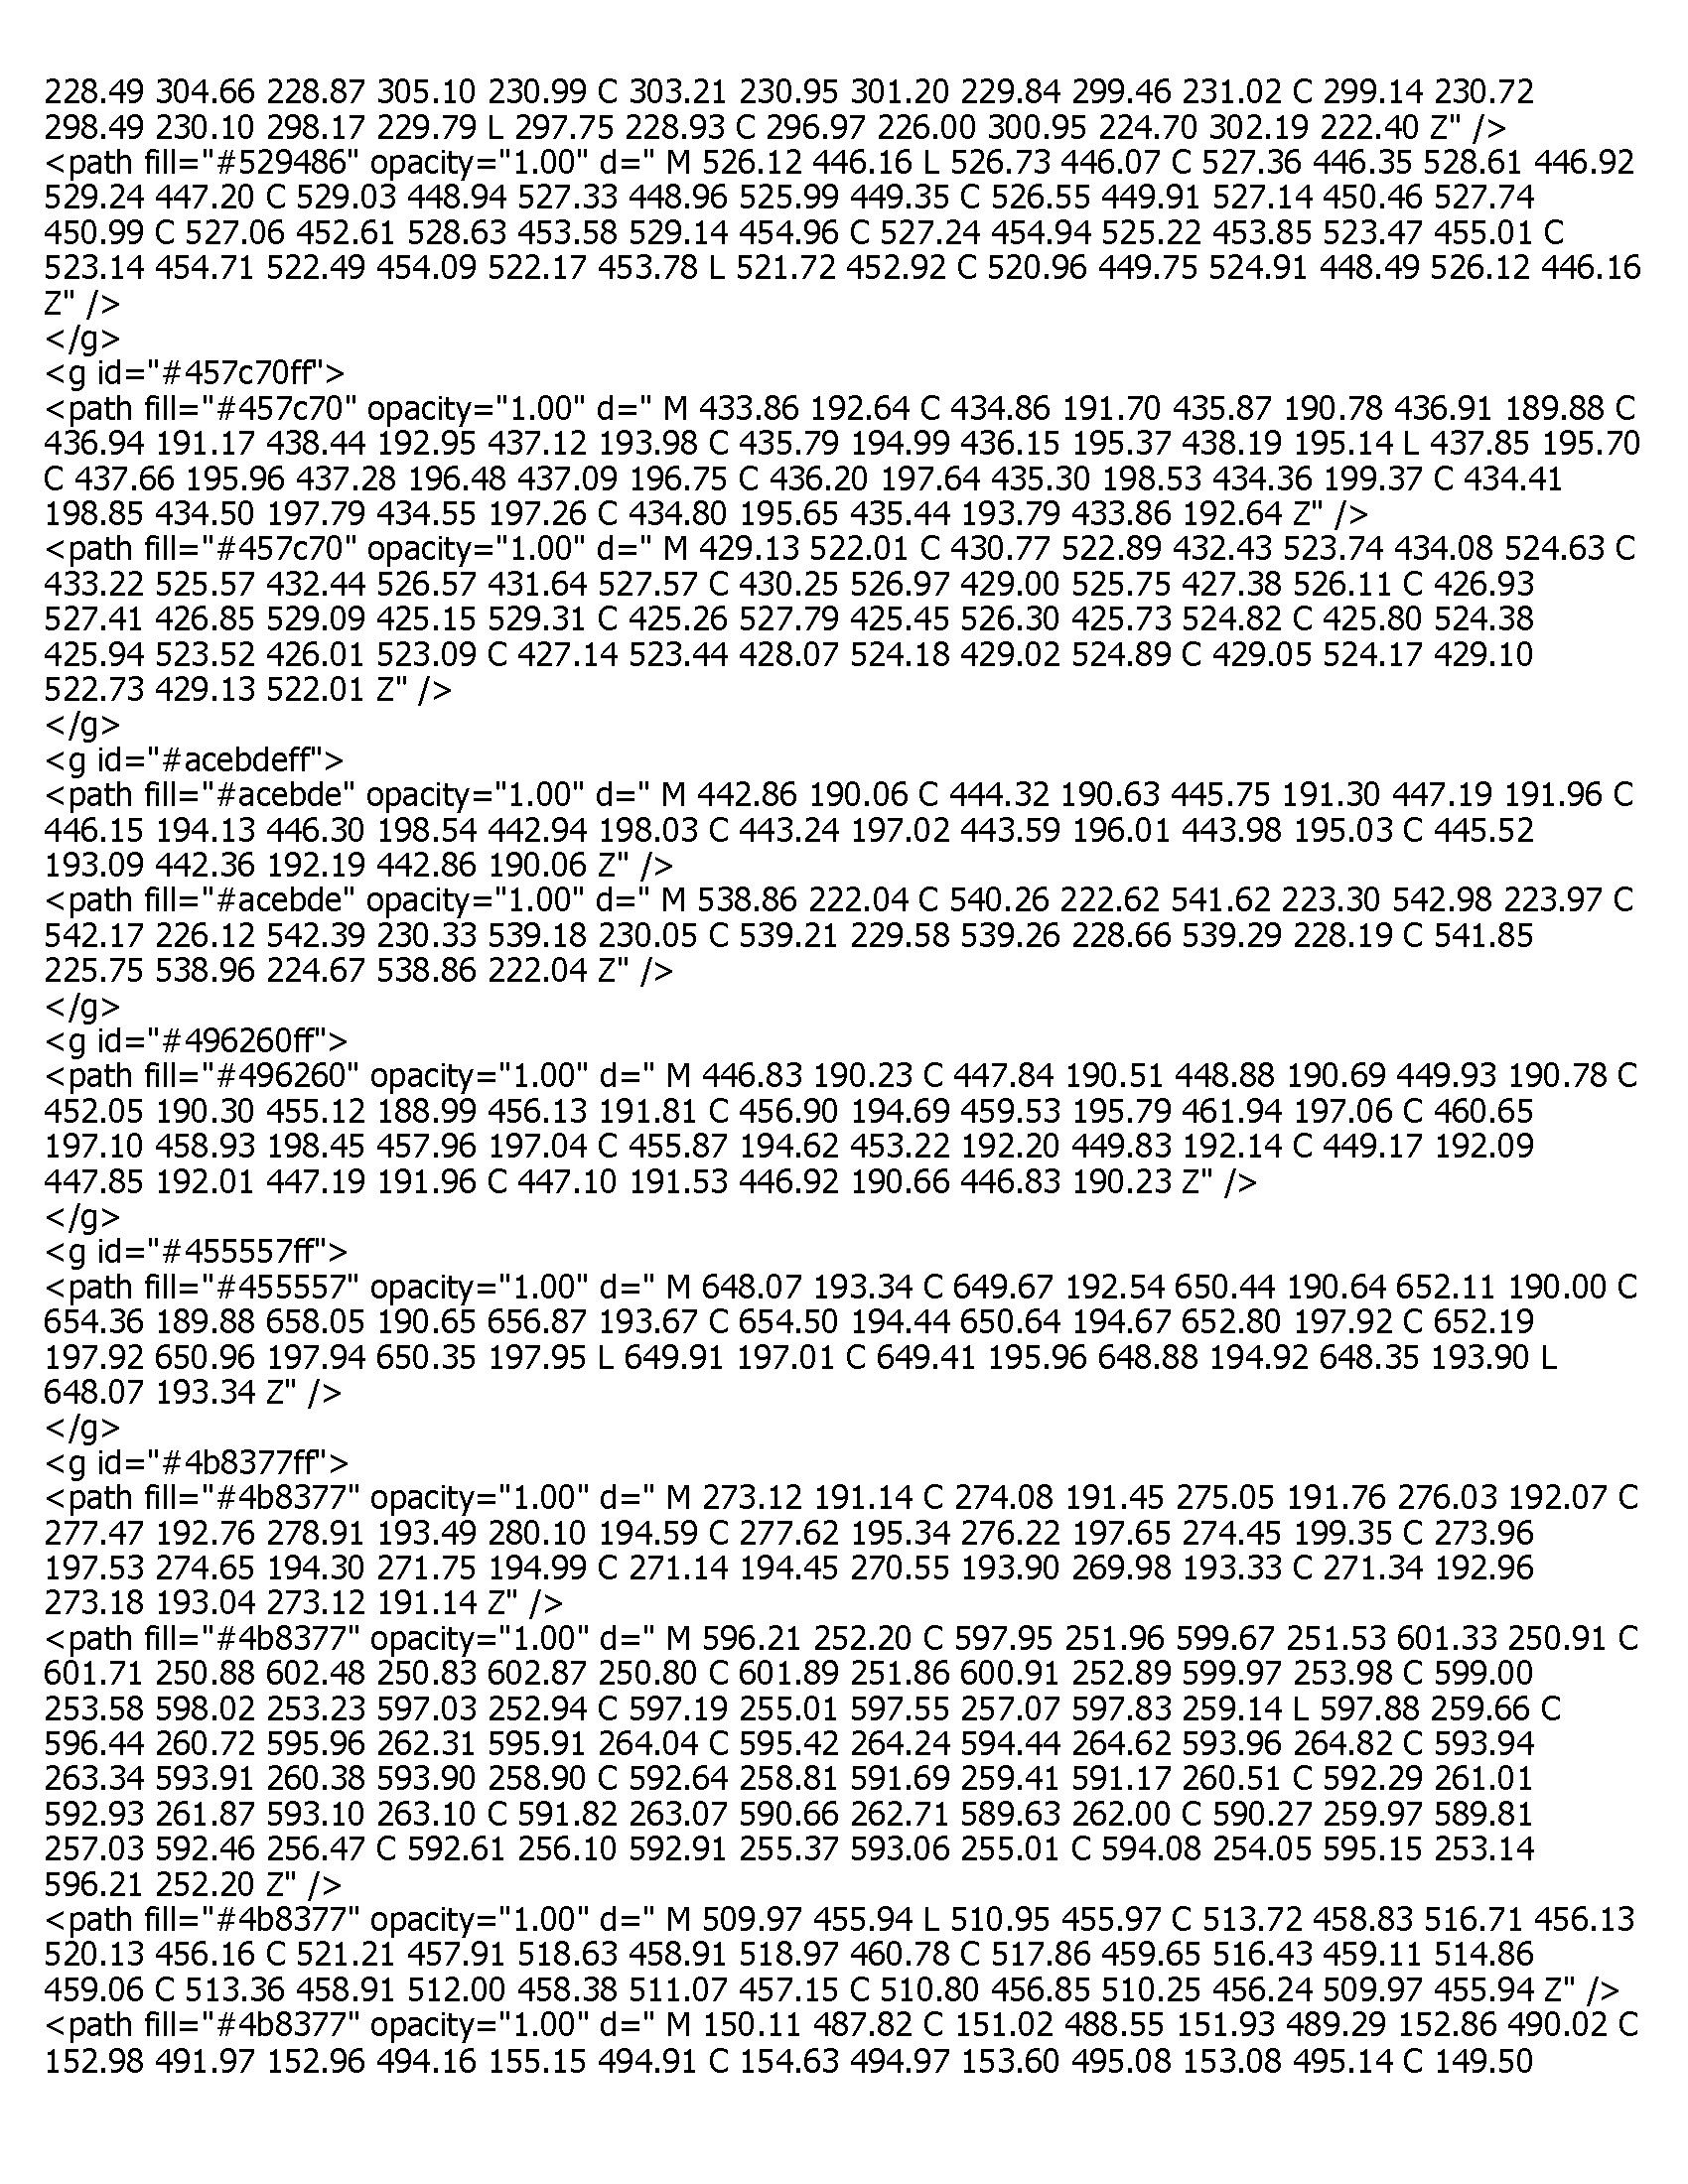 228.49 304.66 228.87 305.10 230.99 C 303.21 230.95 301.20 229.84 299.46 231.02 C 299.14 230.72
298.49 230.10 298.17 229.79 L 297.75 228.93 C 296.97 226.00 300.95 224.70 302.19 222.40 Z" />
<path fill="#529486" opacity="1.00" d=" M 526.12 446.16 L 526.73 446.07 C 527.36 446.35 528.61 446.92
529.24 447.20 C 529.03 448.94 527.33 448.96 525.99 449.35 C 526.55 449.91 527.14 450.46 527.74
450.99 C 527.06 452.61 528.63 453.58 529.14 454.96 C 527.24 454.94 525.22 453.85 523.47 455.01 C
523.14 454.71 522.49 454.09 522.17 453.78 L 521.72 452.92 C 520.96 449.75 524.91 448.49 526.12 446.16
Z" />
</g>
<g id="#457c70ff">
<path fill="#457c70" opacity="1.00" d=" M 433.86 192.64 C 434.86 191.70 435.87 190.78 436.91 189.88 C
436.94 191.17 438.44 192.95 437.12 193.98 C 435.79 194.99 436.15 195.37 438.19 195.14 L 437.85 195.70
C 437.66 195.96 437.28 196.48 437.09 196.75 C 436.20 197.64 435.30 198.53 434.36 199.37 C 434.41
198.85 434.50 197.79 434.55 197.26 C 434.80 195.65 435.44 193.79 433.86 192.64 Z" />
<path fill="#457c70" opacity="1.00" d=" M 429.13 522.01 C 430.77 522.89 432.43 523.74 434.08 524.63 C
433.22 525.57 432.44 526.57 431.64 527.57 C 430.25 526.97 429.00 525.75 427.38 526.11 C 426.93
527.41 426.85 529.09 425.15 529.31 C 425.26 527.79 425.45 526.30 425.73 524.82 C 425.80 524.38
425.94 523.52 426.01 523.09 C 427.14 523.44 428.07 524.18 429.02 524.89 C 429.05 524.17 429.10
522.73 429.13 522.01 Z" />
</g>
<g id="#acebdeff">
<path fill="#acebde" opacity="1.00" d=" M 442.86 190.06 C 444.32 190.63 445.75 191.30 447.19 191.96 C
446.15 194.13 446.30 198.54 442.94 198.03 C 443.24 197.02 443.59 196.01 443.98 195.03 C 445.52
193.09 442.36 192.19 442.86 190.06 Z" />
<path fill="#acebde" opacity="1.00" d=" M 538.86 222.04 C 540.26 222.62 541.62 223.30 542.98 223.97 C
542.17 226.12 542.39 230.33 539.18 230.05 C 539.21 229.58 539.26 228.66 539.29 228.19 C 541.85
225.75 538.96 224.67 538.86 222.04 Z" />
</g>
<g id="#496260ff">
<path fill="#496260" opacity="1.00" d=" M 446.83 190.23 C 447.84 190.51 448.88 190.69 449.93 190.78 C
452.05 190.30 455.12 188.99 456.13 191.81 C 456.90 194.69 459.53 195.79 461.94 197.06 C 460.65
197.10 458.93 198.45 457.96 197.04 C 455.87 194.62 453.22 192.20 449.83 192.14 C 449.17 192.09
447.85 192.01 447.19 191.96 C 447.10 191.53 446.92 190.66 446.83 190.23 Z" />
</g>
<g id="#455557ff">
<path fill="#455557" opacity="1.00" d=" M 648.07 193.34 C 649.67 192.54 650.44 190.64 652.11 190.00 C
654.36 189.88 658.05 190.65 656.87 193.67 C 654.50 194.44 650.64 194.67 652.80 197.92 C 652.19
197.92 650.96 197.94 650.35 197.95 L 649.91 197.01 C 649.41 195.96 648.88 194.92 648.35 193.90 L
648.07 193.34 Z" />
</g>
<g id="#4b8377ff">
<path fill="#4b8377" opacity="1.00" d=" M 273.12 191.14 C 274.08 191.45 275.05 191.76 276.03 192.07 C
277.47 192.76 278.91 193.49 280.10 194.59 C 277.62 195.34 276.22 197.65 274.45 199.35 C 273.96
197.53 274.65 194.30 271.75 194.99 C 271.14 194.45 270.55 193.90 269.98 193.33 C 271.34 192.96
273.18 193.04 273.12 191.14 Z" />
<path fill="#4b8377" opacity="1.00" d=" M 596.21 252.20 C 597.95 251.96 599.67 251.53 601.33 250.91 C
601.71 250.88 602.48 250.83 602.87 250.80 C 601.89 251.86 600.91 252.89 599.97 253.98 C 599.00
253.58 598.02 253.23 597.03 252.94 C 597.19 255.01 597.55 257.07 597.83 259.14 L 597.88 259.66 C
596.44 260.72 595.96 262.31 595.91 264.04 C 595.42 264.24 594.44 264.62 593.96 264.82 C 593.94
263.34 593.91 260.38 593.90 258.90 C 592.64 258.81 591.69 259.41 591.17 260.51 C 592.29 261.01
592.93 261.87 593.10 263.10 C 591.82 263.07 590.66 262.71 589.63 262.00 C 590.27 259.97 589.81
257.03 592.46 256.47 C 592.61 256.10 592.91 255.37 593.06 255.01 C 594.08 254.05 595.15 253.14
596.21 252.20 Z" />
<path fill="#4b8377" opacity="1.00" d=" M 509.97 455.94 L 510.95 455.97 C 513.72 458.83 516.71 456.13
520.13 456.16 C 521.21 457.91 518.63 458.91 518.97 460.78 C 517.86 459.65 516.43 459.11 514.86
459.06 C 513.36 458.91 512.00 458.38 511.07 457.15 C 510.80 456.85 510.25 456.24 509.97 455.94 Z" />
<path fill="#4b8377" opacity="1.00" d=" M 150.11 487.82 C 151.02 488.55 151.93 489.29 152.86 490.02 C
152.98 491.97 152.96 494.16 155.15 494.91 C 154.63 494.97 153.60 495.08 153.08 495.14 C 149.50